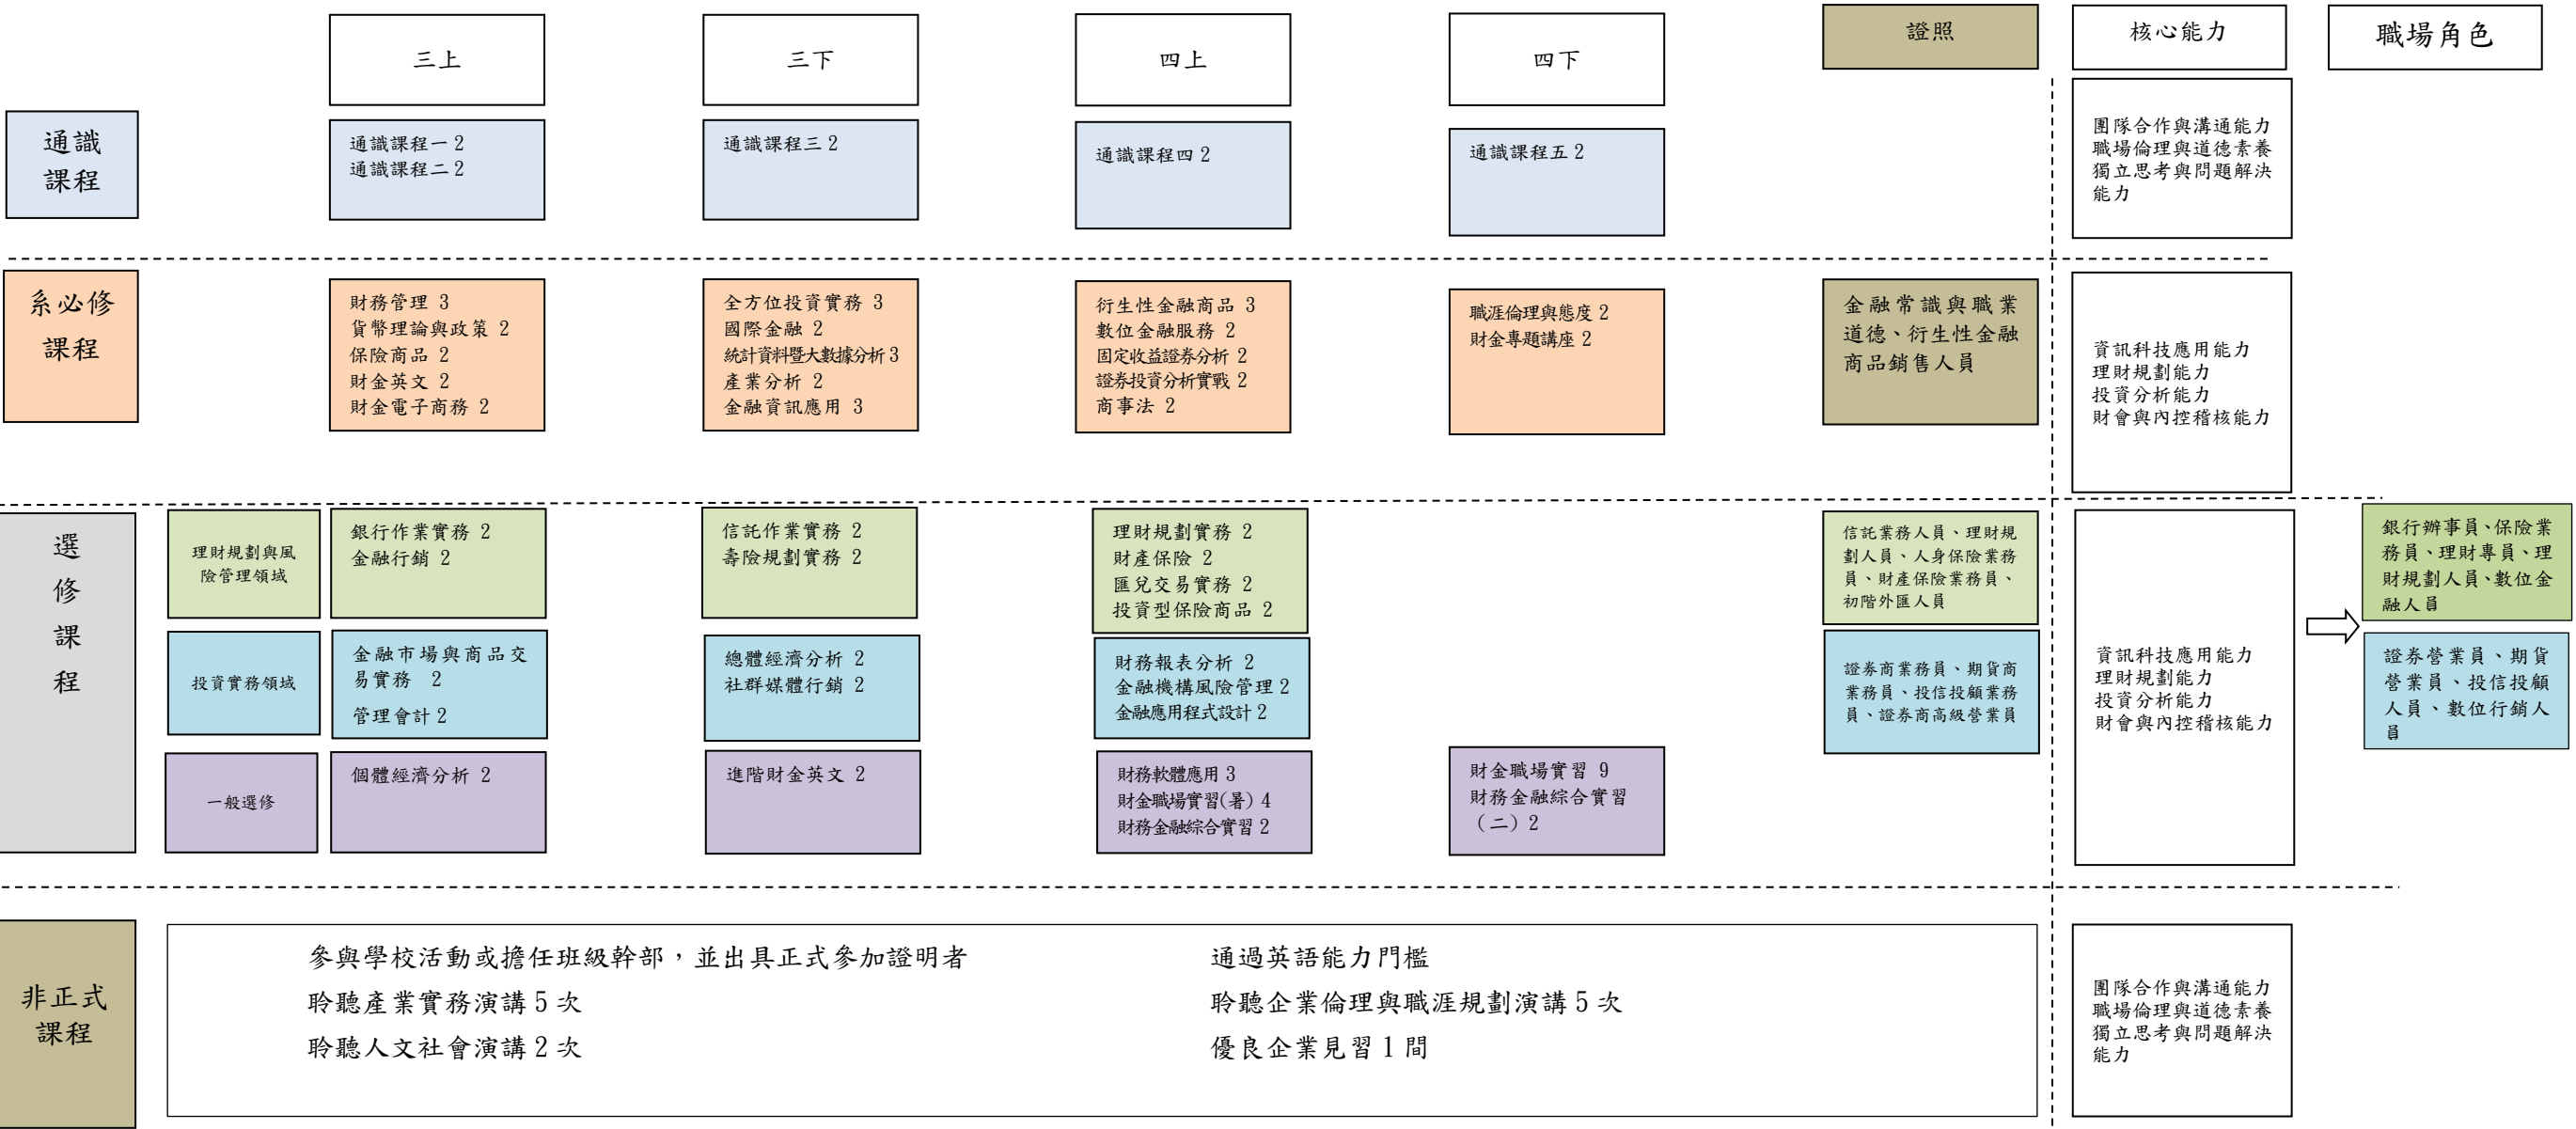 三上
三下
四上
四下
證照
核心能力
職場角色
通識
課程
通識課程一 2
通識課程二 2
通識課程三 2
通識課程四 2
通識課程五 2
團隊合作與溝通能力
職場倫理與道德素養
獨立思考與問題解決
能力
系必修
課程
財務管理 3
貨幣理論與政策 2
保險商品 2
財金英文 2
財金電子商務 2
全方位投資實務 3
國際金融 2
統計資料暨大數據分析 3
產業分析 2
金融資訊應用 3
衍生性金融商品 3
數位金融服務 2
固定收益證券分析 2
證券投資分析實戰 2
商事法 2
職涯倫理與態度 2
財金專題講座 2
金融常識與職業
道德、衍生性金融
商品銷售人員
資訊科技應用能力
理財規劃能力
投資分析能力
財會與內控稽核能力
選
修
課
程
理財規劃與風
險管理領域
銀行作業實務 2
金融行銷 2
信託作業實務 2
壽險規劃實務 2
理財規劃實務 2
財產保險 2
匯兌交易實務 2
投資型保險商品 2
信託業務人員、理財規
劃人員、人身保險業務
員、財產保險業務員、
初階外匯人員
投資實務領域
金融市場與商品交
易實務 2
管理會計 2
總體經濟分析 2
社群媒體行銷 2
財務報表分析 2
金融機構風險管理 2
金融應用程式設計 2
證券商業務員、期貨商
業務員、投信投顧業務
員、證券商高級營業員
一般選修
個體經濟分析 2
進階財金英文 2
財務軟體應用 3
財金職場實習(暑) 4
財務金融綜合實習 2
財金職場實習 9
財務金融綜合實習
（二）2
資訊科技應用能力
理財規劃能力
投資分析能力
財會與內控稽核能力
銀行辦事員、保險業
務員、理財專員、理
財規劃人員、數位金
融人員
證券營業員、期貨
營業員、投信投顧
人員、數位行銷人
員
非正式
課程
參與學校活動或擔任班級幹部，並出具正式參加證明者
聆聽產業實務演講 5 次
聆聽人文社會演講 2 次
通過英語能力門檻
聆聽企業倫理與職涯規劃演講 5 次
優良企業見習 1 間
團隊合作與溝通能力
職場倫理與道德素養
獨立思考與問題解決
能力